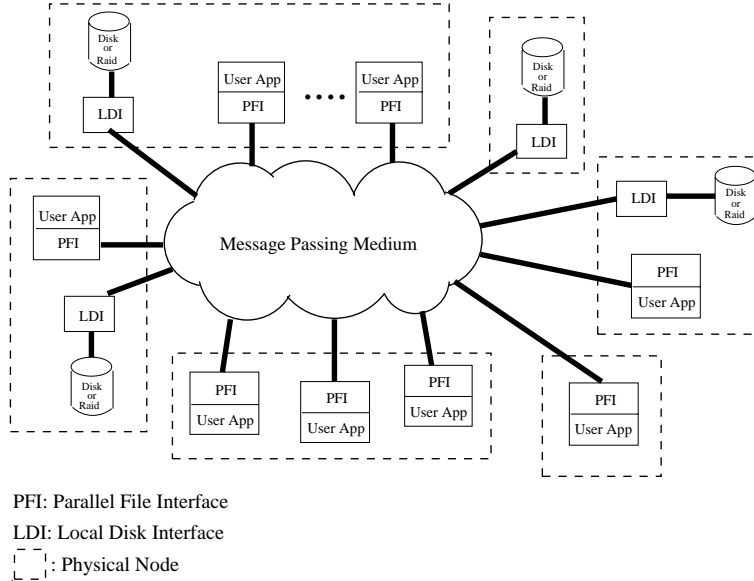 Disk
or
Raid
LDI
User App
PFI
User App
PFI
Disk
or
Raid
LDI
User App
PFI
LDI
Disk
or
Raid
Message Passing Medium
LDI
Disk
or
Raid
PFI
User App
PFI
User App
PFI
User App
PFI
User App
PFI
User App
PFI: Parallel File Interface
LDI: Local Disk Interface
: Physical Node